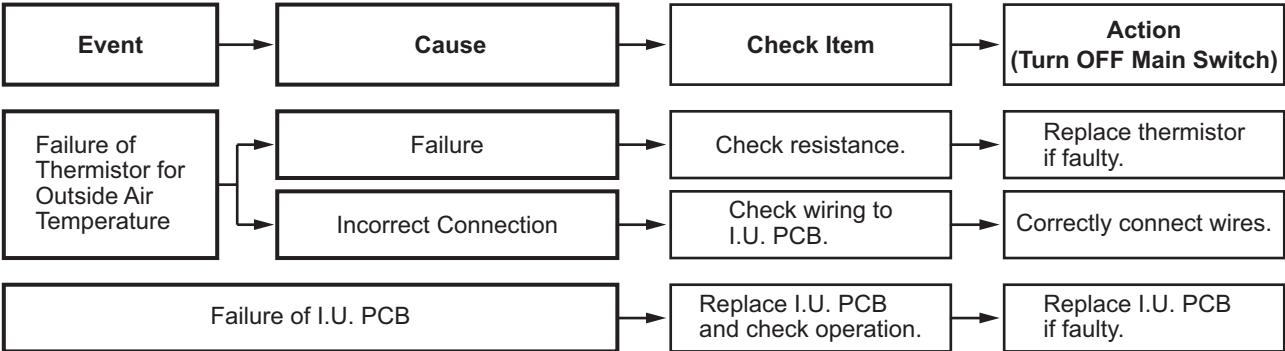 Event
Cause
Check Item
Action
(Turn OFF Main Switch)
Failure of
Thermistor for
Outside Air
Temperature
Failure
Check resistance.
Replace thermistor
if faulty.
Incorrect Connection
Check wiring to
I.U. PCB.
Correctly connect wires.
Failure of I.U. PCB
Replace I.U. PCB
and check operation.
Replace I.U. PCB
if faulty.